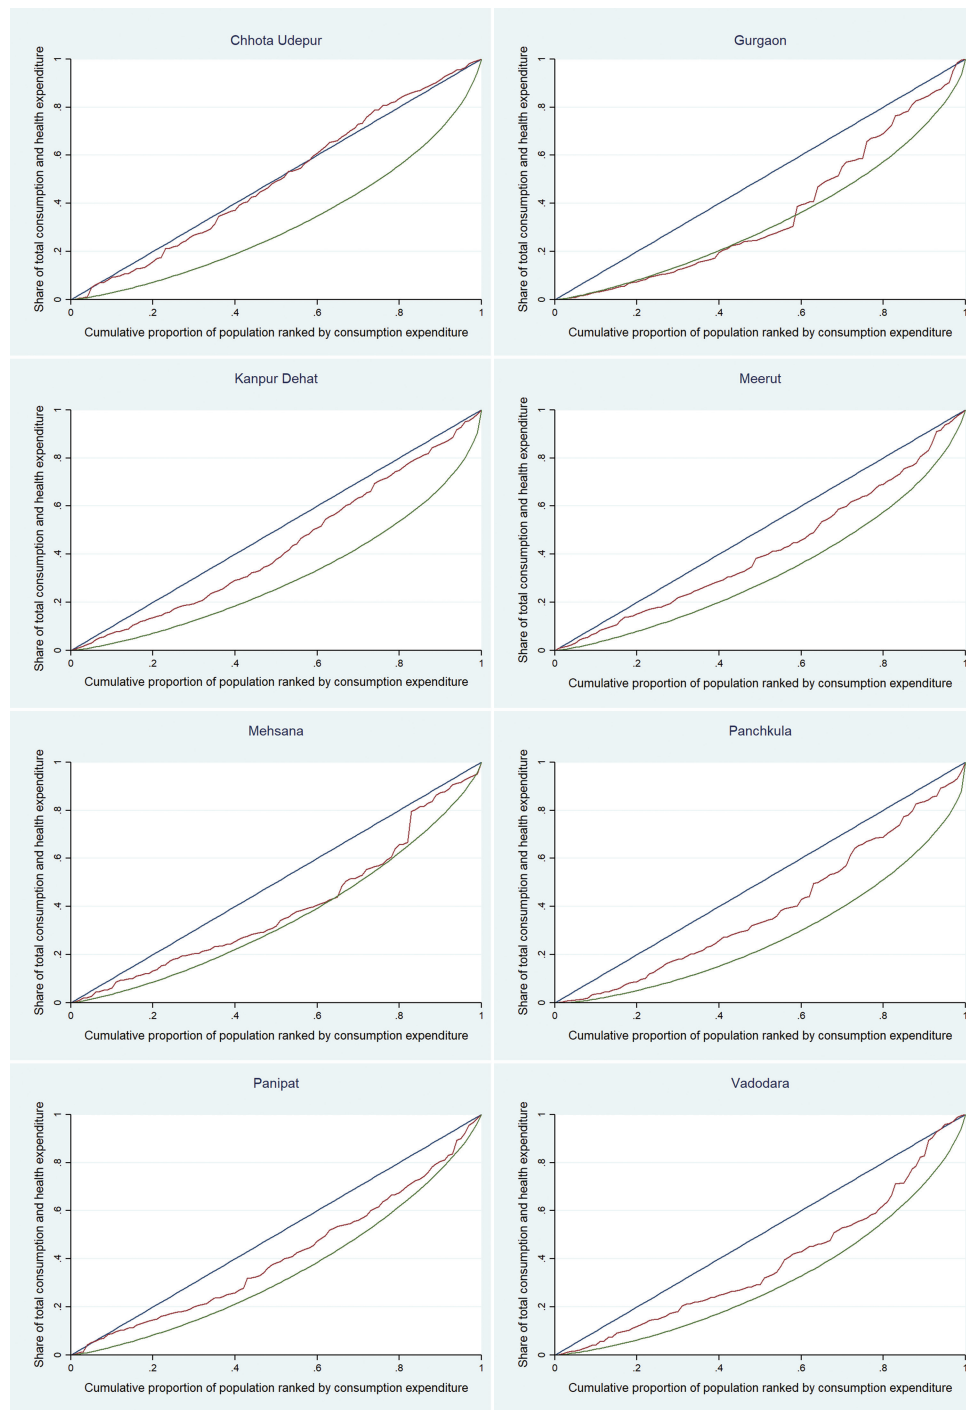 Chhota Udepur
Share of total consumption and health expenditure
1
.8
.6
.4
.2
0
0 .2 .4 .6 .8 1
Cumulative proportion of population ranked by consumption expenditure
Gurgaon
Share of total consumption and health expenditure
1
.8
.6
.4
.2
0
0 .2 .4 .6 .8 1
Cumulative proportion of population ranked by consumption expenditure
Kanpur Dehat
Share of total consumption and health expenditure
1
.8
.6
.4
.2
0
0 .2 .4 .6 .8 1
Cumulative proportion of population ranked by consumption expenditure
Meerut
Share of total consumption and health expenditure
1
.8
.6
.4
.2
0
0 .2 .4 .6 .8 1
Cumulative proportion of population ranked by consumption expenditure
Mehsana
Share of total consumption and health expenditure
1
.8
.6
.4
.2
0
0 .2 .4 .6 .8 1
Cumulative proportion of population ranked by consumption expenditure
Panchkula
Share of total consumption and health expenditure
1
.8
.6
.4
.2
0
0 .2 .4 .6 .8 1
Cumulative proportion of population ranked by consumption expenditure
Panipat
Share of total consumption and health expenditure
1
.8
.6
.4
.2
0
0 .2 .4 .6 .8 1
Cumulative proportion of population ranked by consumption expenditure
Vadodara
Share of total consumption and health expenditure
1
.8
.6
.4
.2
0
0 .2 .4 .6 .8 1
Cumulative proportion of population ranked by consumption expenditure